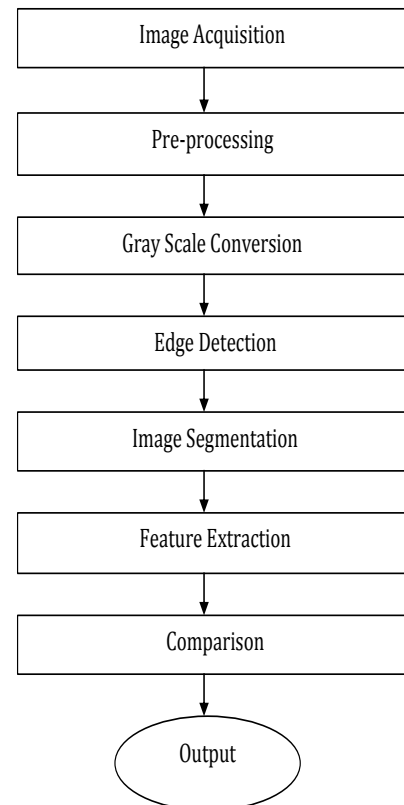 Image Acquisition
Pre-processing
Gray Scale Conversion
Edge Detection
Image Segmentation
Feature Extraction
Comparison
Output